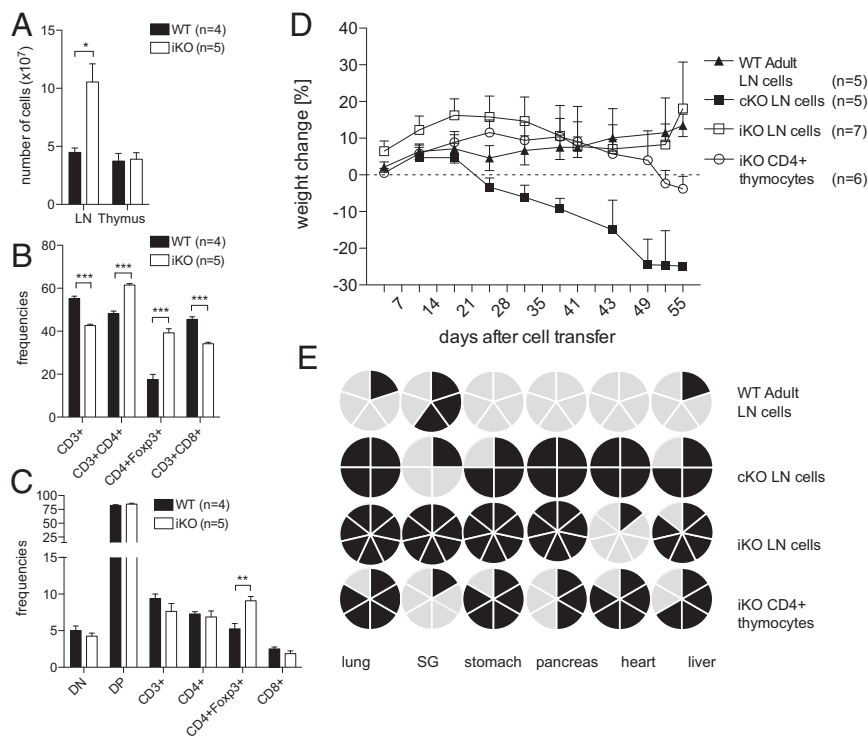 A
WT (n=4)
iKO (n=5)
number of cells (x10⁷)
15
10
5
0
*
LN Thymus
B
WT (n=4)
iKO (n=5)
frequencies
80
60
40
20
0
***
***
***
***
CD3+
CD3+CD4+
CD4+Foxp3+
CD3+CD8+
C
WT (n=4)
iKO (n=5)
frequencies
100
75
50
25
15
10
5
0
**
DN
DP
CD3+
CD4+
CD4+Foxp3+
CD8+
D
weight change [%]
40
30
20
10
0
-10
-20
-30
7 14 21 28 35 41 43 49 55
days after cell transfer
WT Adult
LN cells (n=5)
cKO LN cells (n=5)
iKO LN cells (n=7)
iKO CD4+
thymocytes (n=6)
E
WT Adult
LN cells
cKO LN cells
iKO LN cells
iKO CD4+
thymocytes
lung SG stomach pancreas heart liver